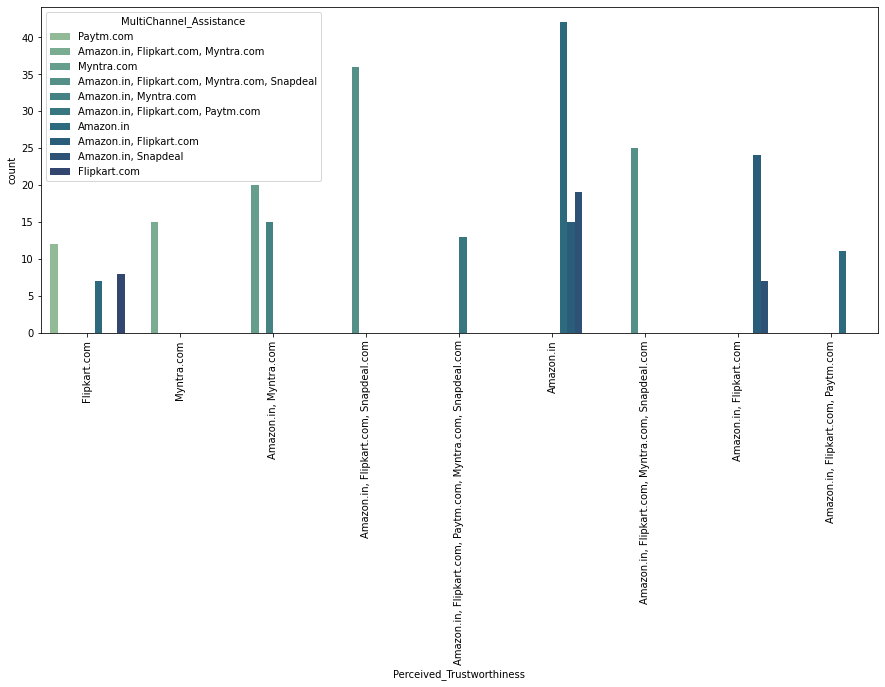 MultiChannel_Assistance
Paytm.com
Amazon.in, Flipkart.com, Myntra.com
Myntra.com
Amazon.in, Flipkart.com, Myntra.com, Snapdeal
Amazon.in, Myntra.com
Amazon.in, Flipkart.com, Paytm.com
Amazon.in
Amazon.in, Flipkart.com
Amazon.in, Snapdeal
Flipkart.com
count
40
35
30
25
20
15
10
5
0
Flipkart.com
Myntra.com
Amazon.in, Myntra.com
Amazon.in, Flipkart.com, Snapdeal.com
Amazon.in, Flipkart.com, Paytm.com, Myntra.com, Snapdeal.com
Amazon.in
Amazon.in, Flipkart.com, Myntra.com, Snapdeal.com
Amazon.in, Flipkart.com
Amazon.in, Flipkart.com, Paytm.com
Perceived_Trustworthiness